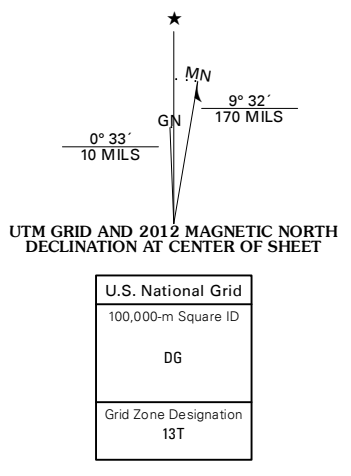 ★
MN
GN
0° 33´
10 MILS
9° 32´
170 MILS
UTM GRID AND 2012 MAGNETIC NORTH
DECLINATION AT CENTER OF SHEET
U.S. National Grid
100,000-m Square ID
DG
Grid Zone Designation
13T